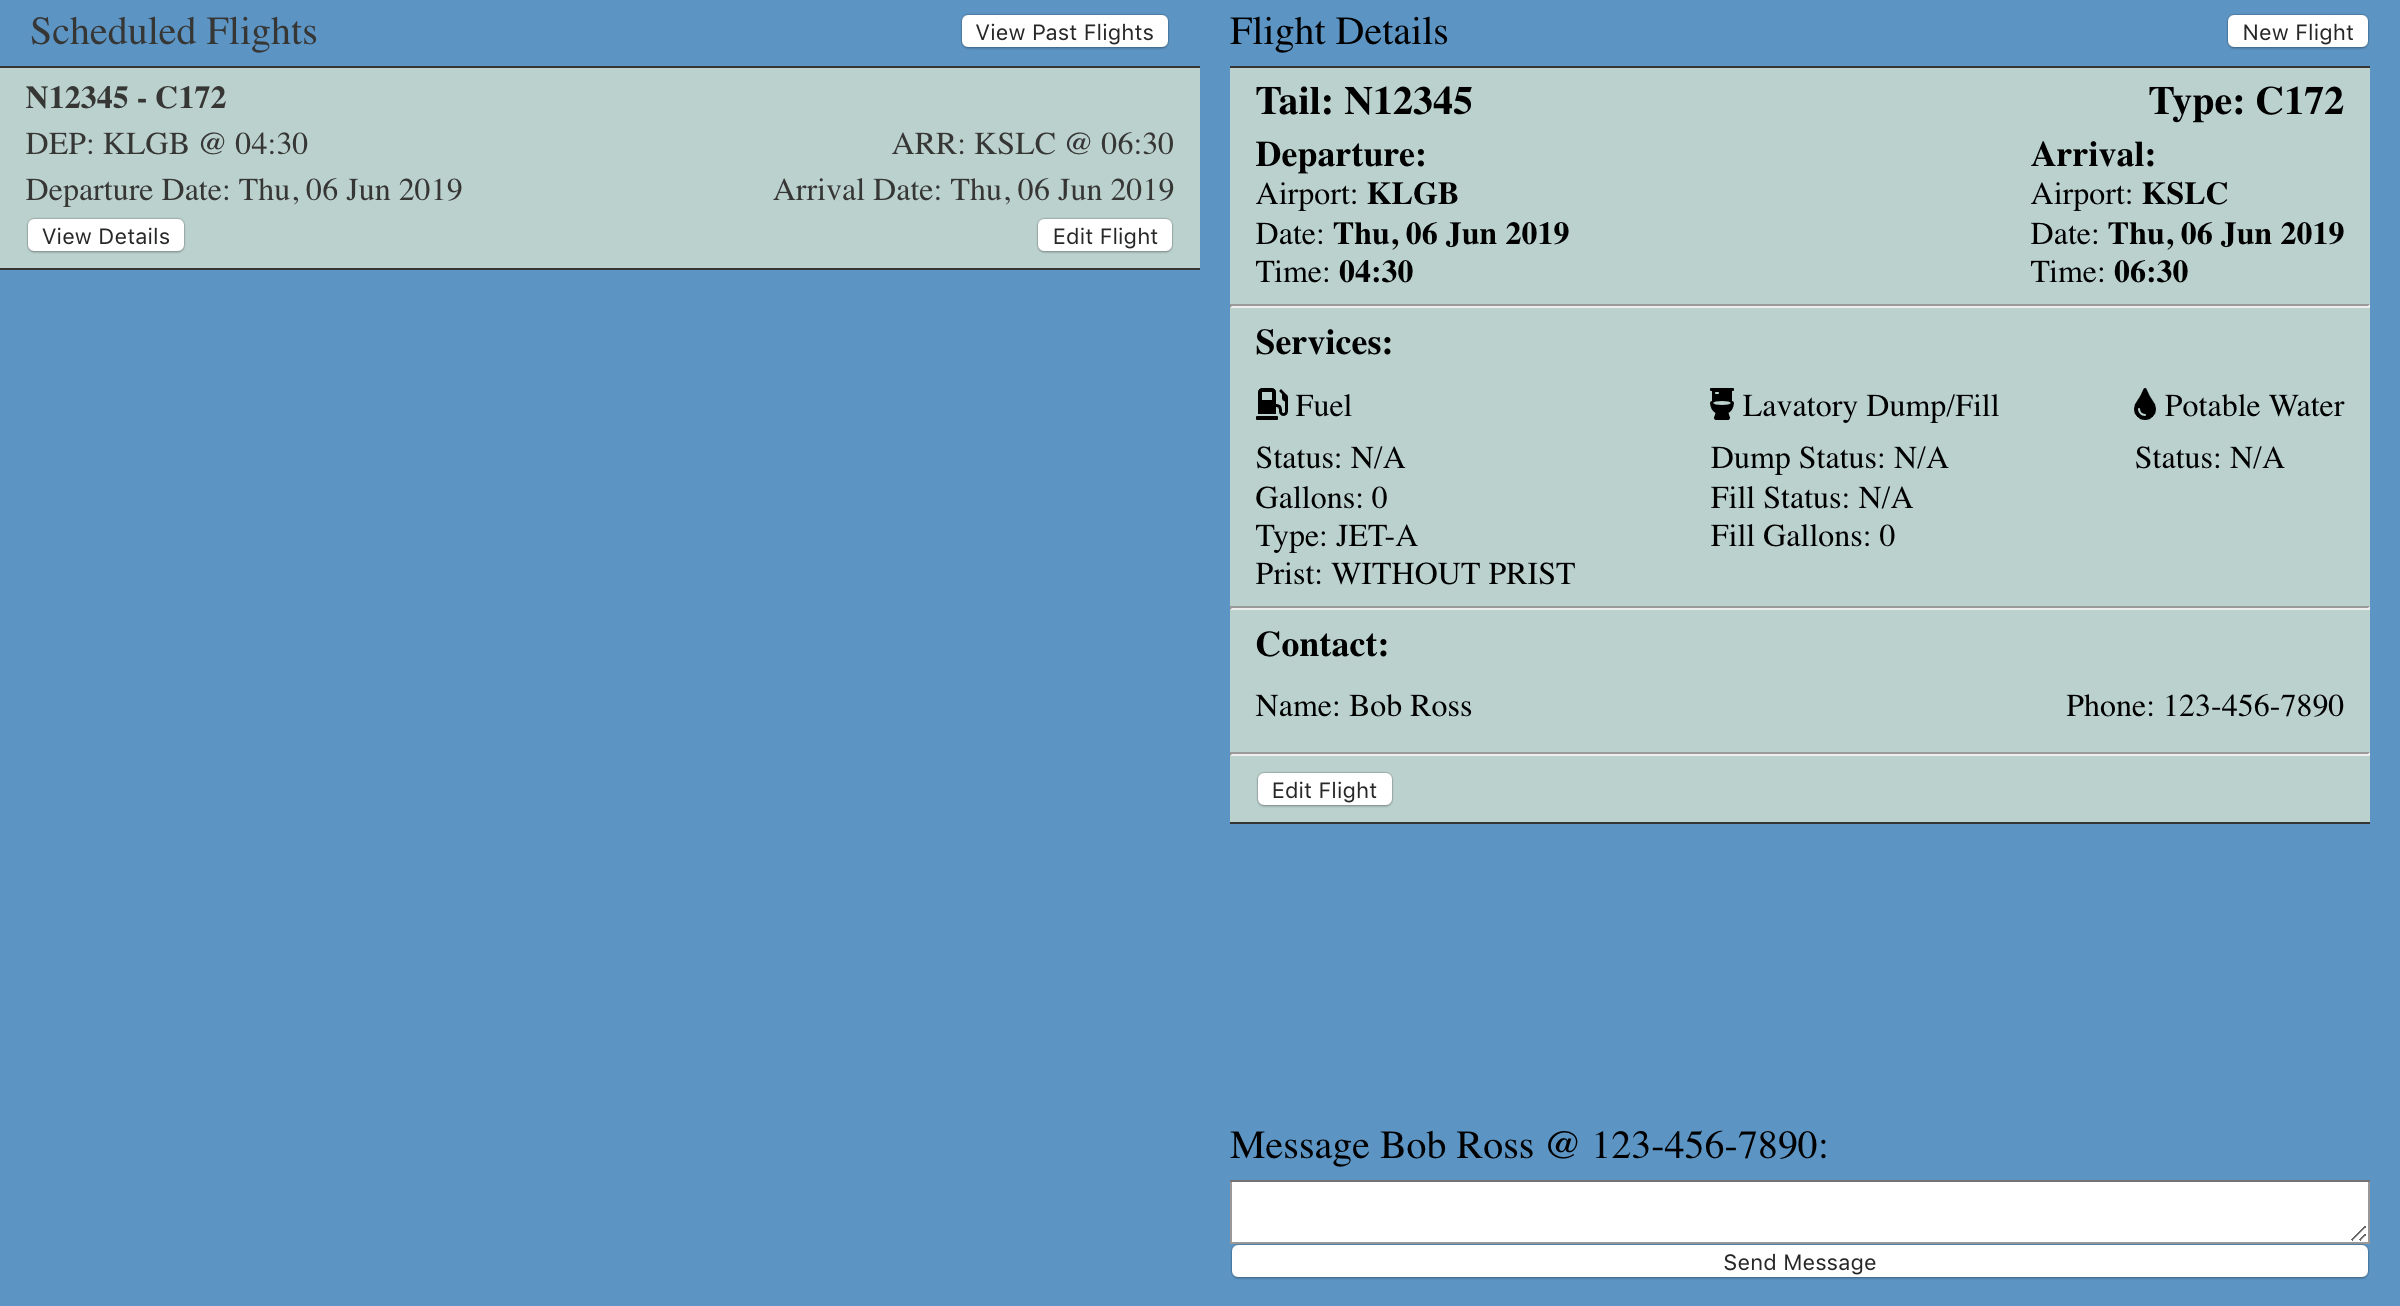 Scheduled Flights
View Past Flights
N12345 - C172
DEP: KLGB @ 04:30
ARR: KSLC @ 06:30
Departure Date: Thu, 06 Jun 2019
Arrival Date: Thu, 06 Jun 2019
View Details
Edit Flight
Flight Details
New Flight
Tail: N12345
Type: C172
Departure:
Airport: KLGB
Date: Thu, 06 Jun 2019
Time: 04:30
Arrival:
Airport: KSLC
Date: Thu, 06 Jun 2019
Time: 06:30
Services:
Fuel
Status: N/A
Gallons: 0
Type: JET-A
Prist: WITHOUT PRIST
Lavatory Dump/Fill
Dump Status: N/A
Fill Status: N/A
Fill Gallons: 0
Potable Water
Status: N/A
Contact:
Name: Bob Ross
Phone: 123-456-7890
Edit Flight
Message Bob Ross @ 123-456-7890:
Send Message